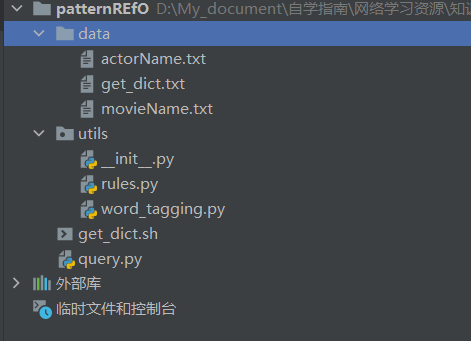 patternREfO D:\My_document\自学指南\网络学习资源\知
data
actorName.txt
get_dict.txt
movieName.txt
utils
__init__.py
rules.py
word_tagging.py
get_dict.sh
query.py
外部库
临时文件和控制台